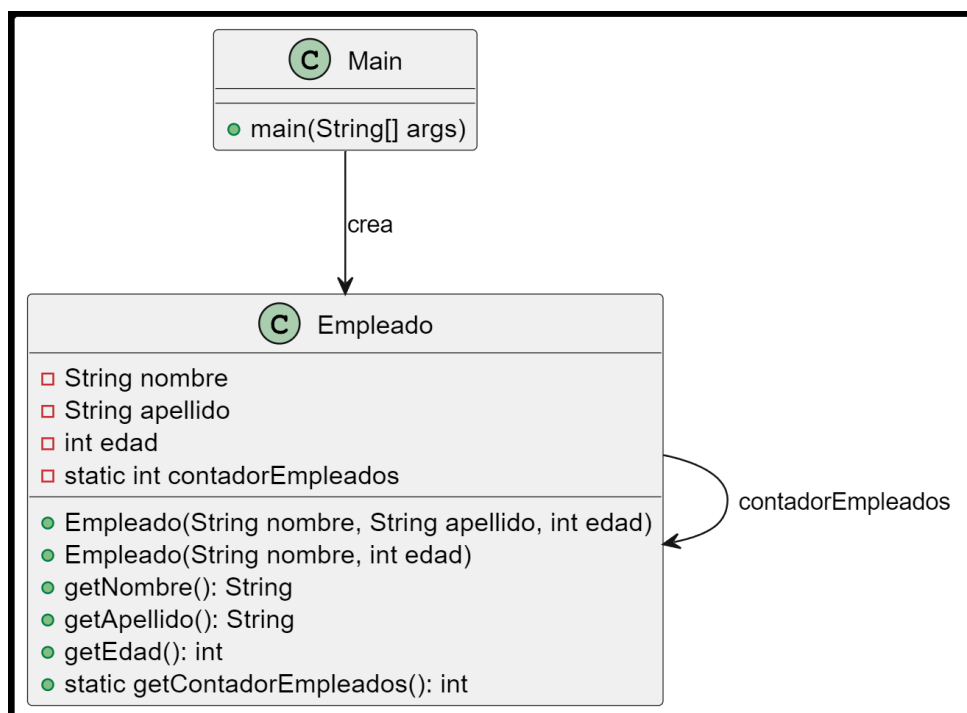 C Main
main(String[] args)
crea
C Empleado
String nombre
String apellido
int edad
static int contadorEmpleados
contadorEmpleados
Empleado(String nombre, String apellido, int edad)
Empleado(String nombre, int edad)
getNombre(): String
getApellido(): String
getEdad(): int
static getContadorEmpleados(): int